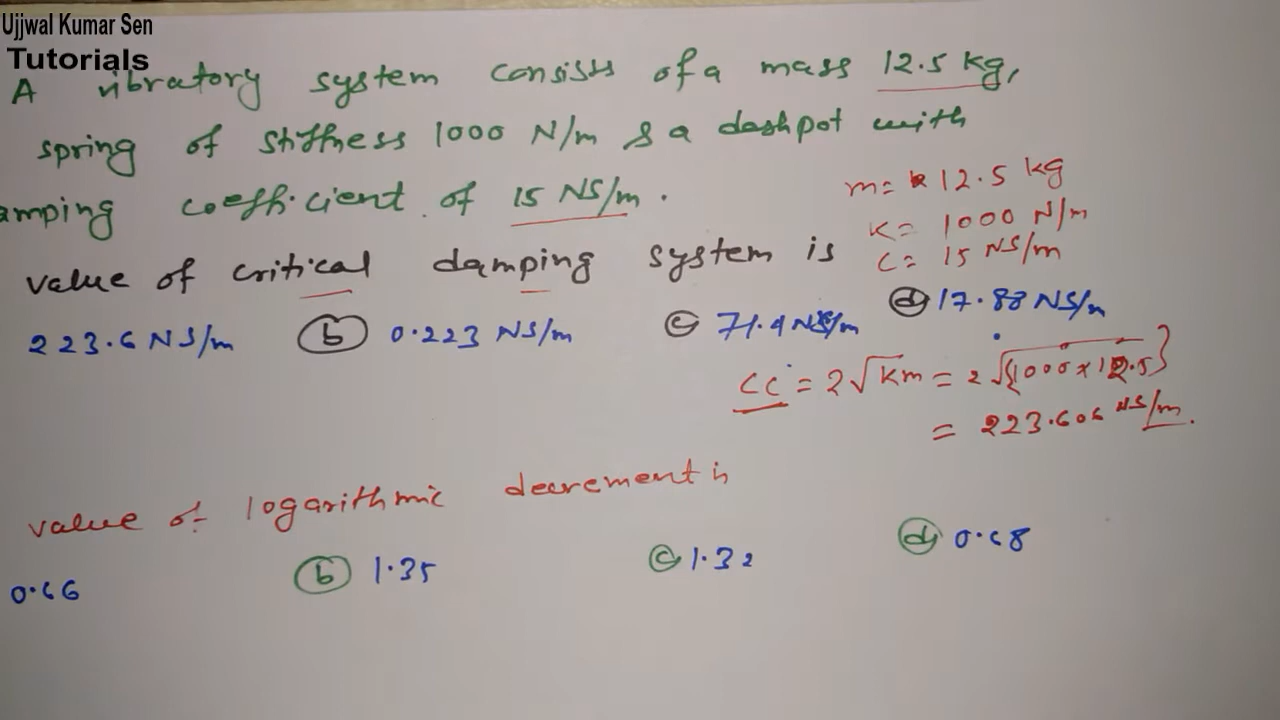 Ujjwal Kumar Sen
Tutorials
A vibratory system consists of a mass 12.5 kg,
spring of stiffness 1000 N/m & a dashpot with
amping coefficient of 15 NS/m.
m = 12.5 kg
K = 1000 N/m
C = 15 NS/m
value of critical damping system is
223.6 NS/m (b) 0.223 NS/m (c) 71.4 NS/m (d) 17.88 NS/m
CC = 2√Km = 2√{1000 x 12.5}
= 223.606 NS/m.
value of logarithmic decrement is
0.66 (b) 1.35 (c) 1.32 (d) 0.68